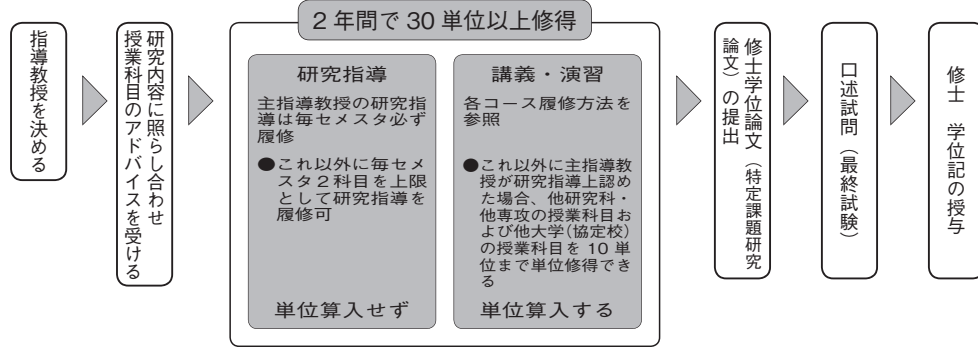 指導教授を決める
研究内容に照らし合わせ
授業科目のアドバイスを受ける
2年間で30単位以上修得
研究指導
主指導教授の研究指
導は毎セメスタ必ず
履修
●これ以外に毎セメ
スタ2科目を上限
として研究指導を
履修可
単位算入せず
講義・演習
各コース履修方法を
参照
●これ以外に主指導教
授が研究指導上認め
た場合、他研究科・
他専攻の授業科目お
よび他大学(協定校)
の授業科目を10単
位まで単位修得でき
る
単位算入する
修士学位論文(特定課題研究
論文)の提出
口述試問(最終試験)
修士 学位記の授与